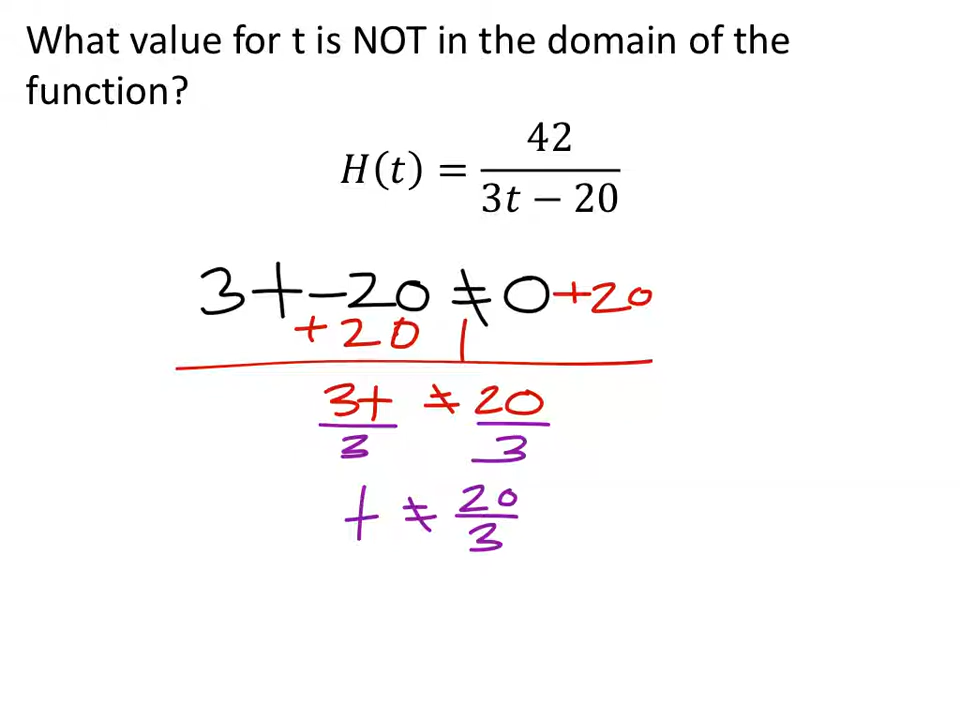 What value for t is NOT in the domain of the
function?
H(t) = 42 / (3t − 20)
3t − 20 ≠ 0 + 20
+ 20 |
3t ≠ 20
3 3
t ≠ 20/3